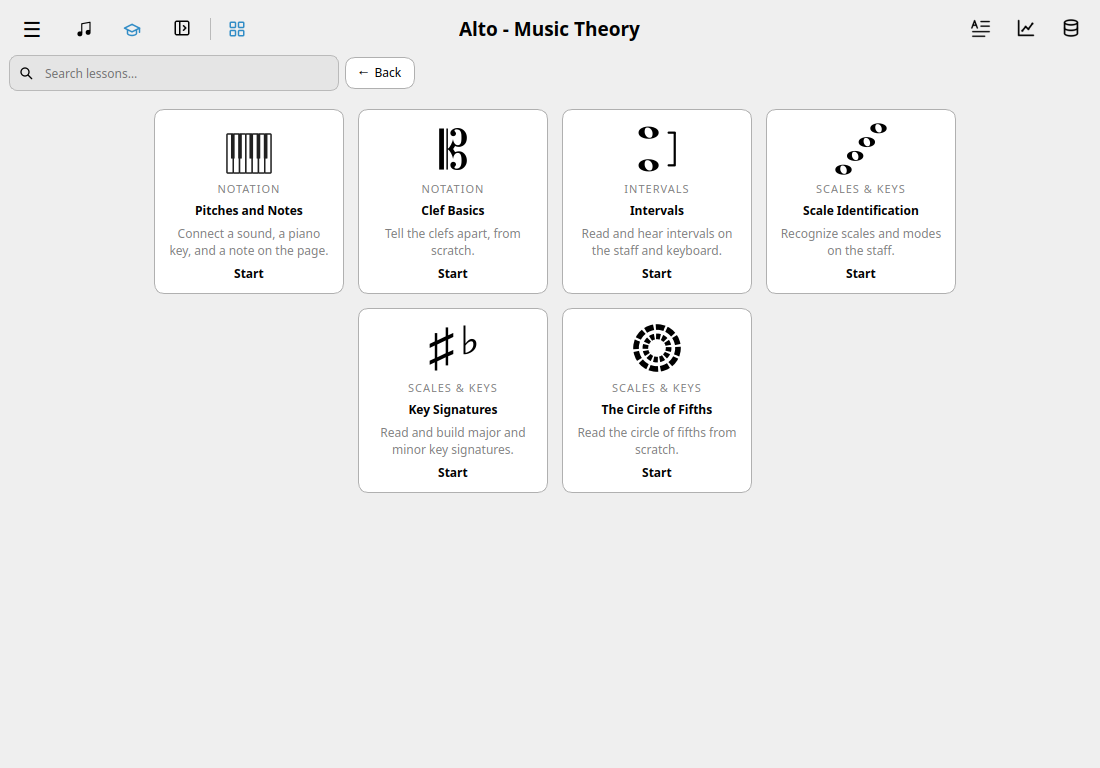 Alto - Music Theory
Search lessons...
← Back
NOTATION
Pitches and Notes
Connect a sound, a piano
key, and a note on the page.
Start
NOTATION
Clef Basics
Tell the clefs apart, from
scratch.
Start
INTERVALS
Intervals
Read and hear intervals on
the staff and keyboard.
Start
SCALES & KEYS
Scale Identification
Recognize scales and modes
on the staff.
Start
SCALES & KEYS
Key Signatures
Read and build major and
minor key signatures.
Start
SCALES & KEYS
The Circle of Fifths
Read the circle of fifths from
scratch.
Start